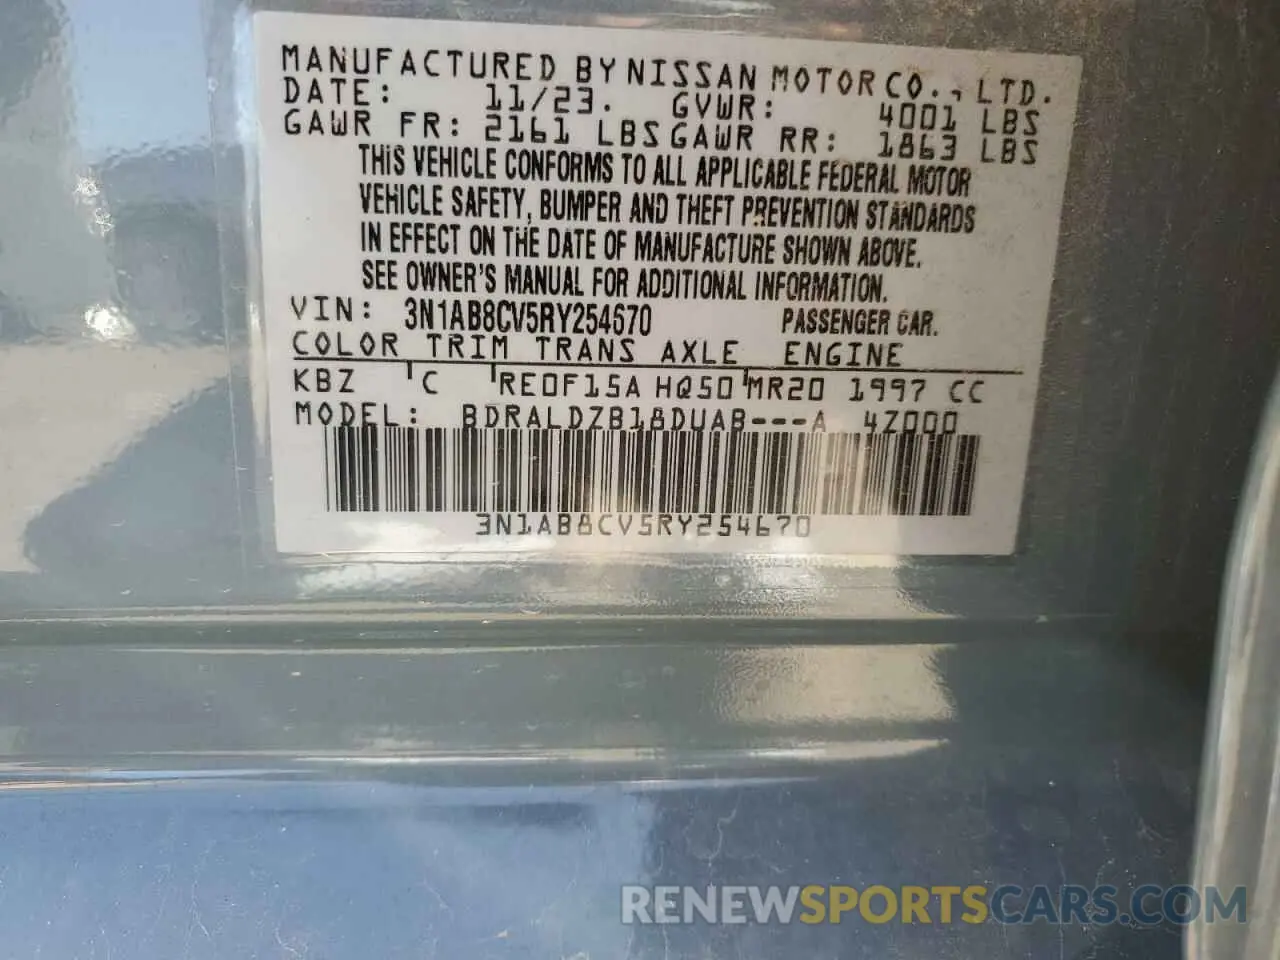 MANUFACTURED BY NISSAN MOTOR CO., LTD.
DATE: 11/23. GVWR: 4001 LBS
GAWR FR: 2161 LBS GAWR RR: 1863 LBS
THIS VEHICLE CONFORMS TO ALL APPLICABLE FEDERAL MOTOR
VEHICLE SAFETY, BUMPER AND THEFT PREVENTION STANDARDS
IN EFFECT ON THE DATE OF MANUFACTURE SHOWN ABOVE.
SEE OWNER'S MANUAL FOR ADDITIONAL INFORMATION.
VIN: 3N1AB8CV5RY254670 PASSENGER CAR.
COLOR TRIM TRANS AXLE ENGINE
KBZ C RE0F15A HQ50 MR20 1997 CC
MODEL: BDRALDZB18DUAB---A 4Z000
3N1AB8CV5RY254670
RENEWSPORTSCARS.COM